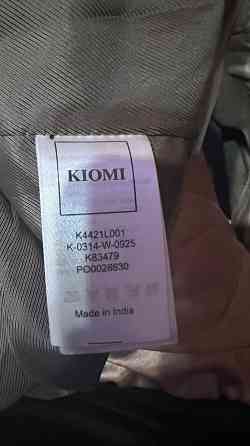 KIOMI
K4421L001
K-0314-W-0925
K83479
PO0028630
Made in India